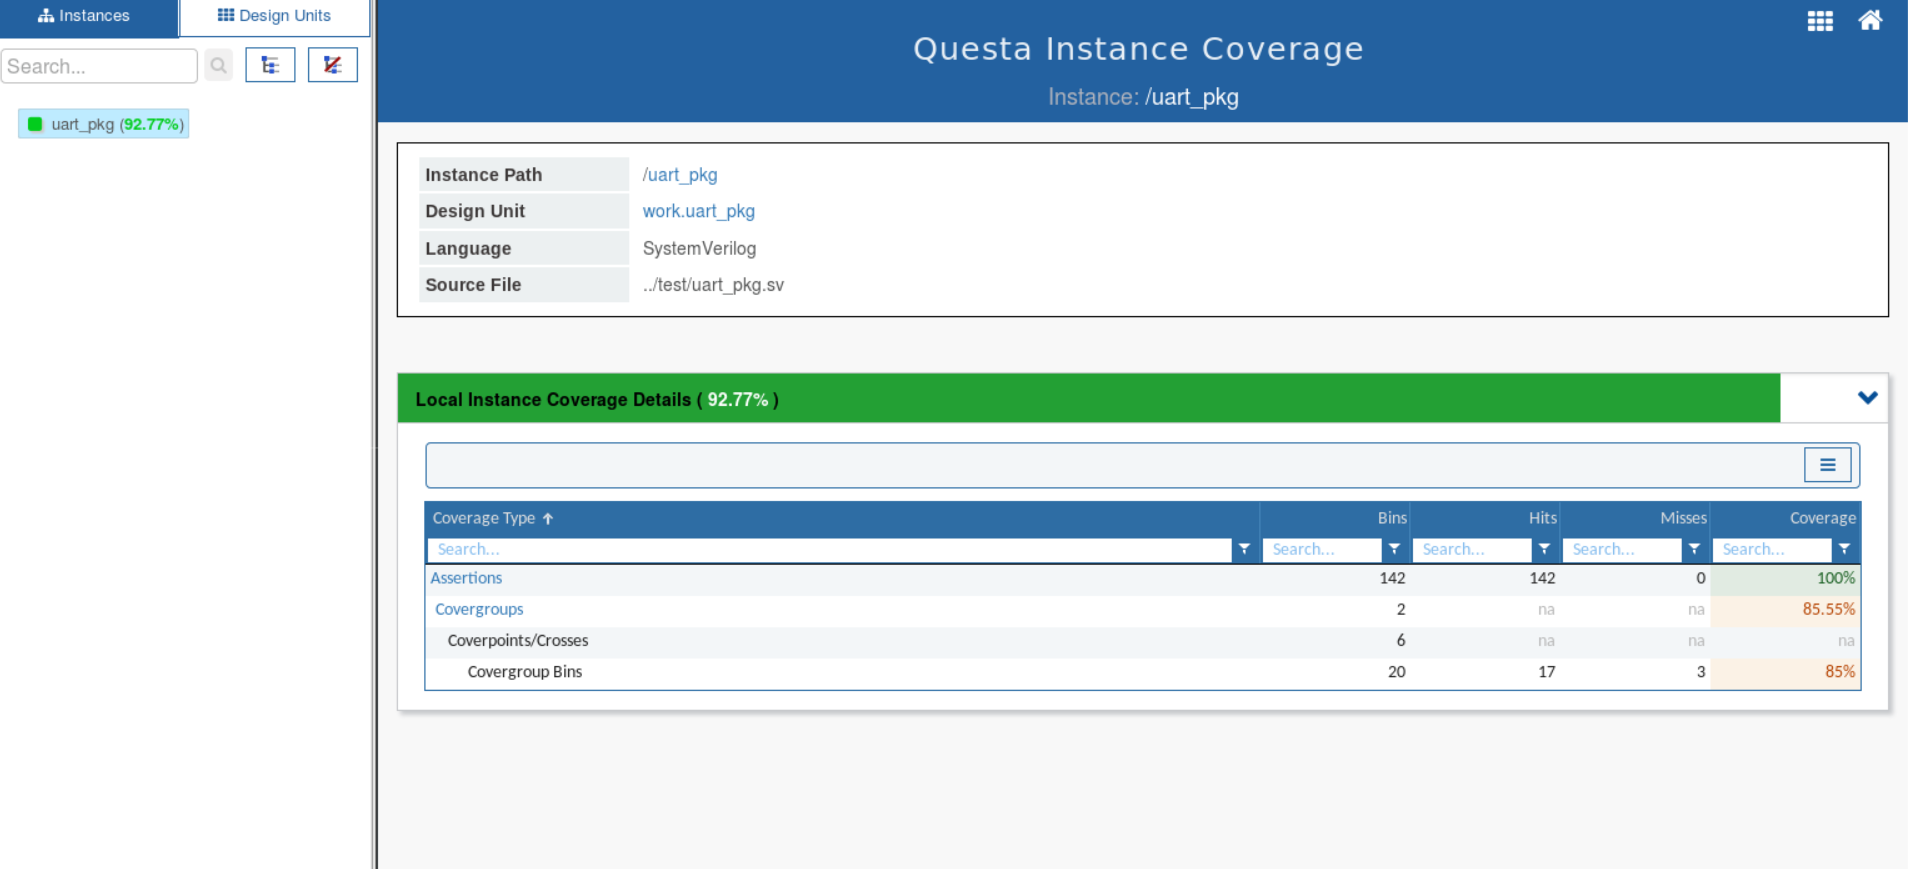 Instances
Design Units
Search...
uart_pkg (92.77%)
Questa Instance Coverage
Instance: /uart_pkg
Instance Path /uart_pkg
Design Unit work.uart_pkg
Language SystemVerilog
Source File ../test/uart_pkg.sv
Local Instance Coverage Details ( 92.77% )
Coverage Type Bins Hits Misses Coverage
Search... Search... Search... Search... Search...
Assertions 142 142 0 100%
Covergroups 2 na na 85.55%
Coverpoints/Crosses 6 na na na
Covergroup Bins 20 17 3 85%